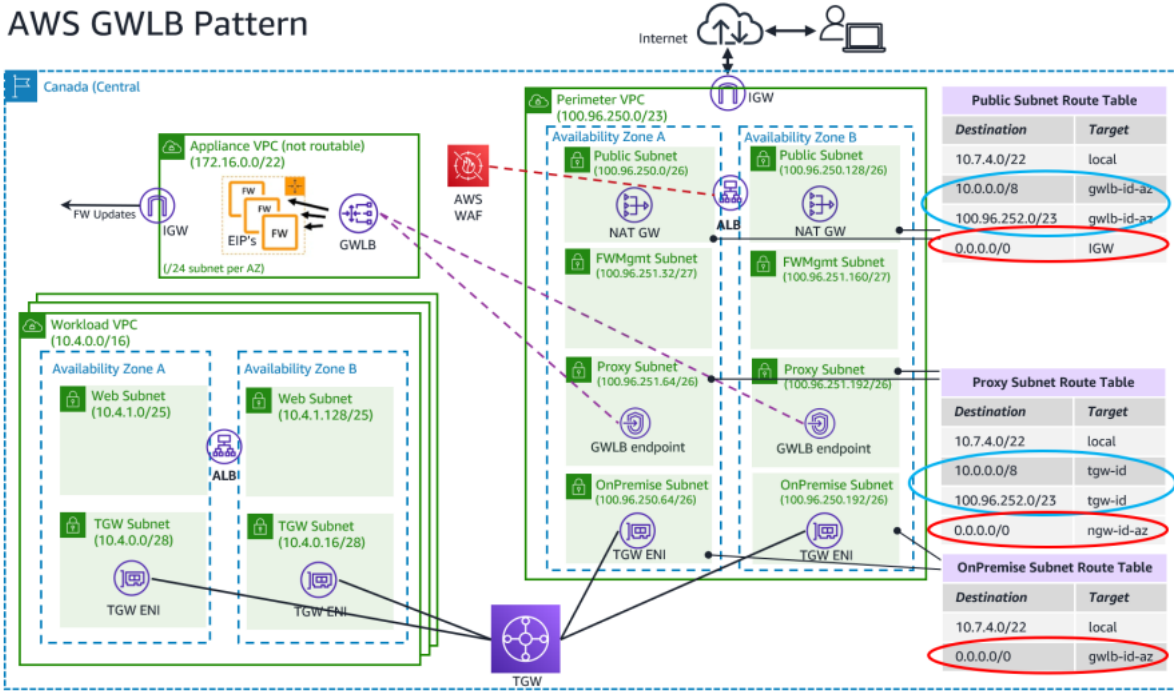 AWS GWLB Pattern
Internet
Canada (Central
IGW
Perimeter VPC
(100.96.250.0/23)
Availability Zone A
Availability Zone B
Public Subnet
(100.96.250.0/26)
Public Subnet
(100.96.250.128/26)
NAT GW
ALB
NAT GW
FWMgmt Subnet
(100.96.251.32/27)
FWMgmt Subnet
(100.96.251.160/27)
Proxy Subnet
(100.96.251.64/26)
Proxy Subnet
(100.96.251.192/26)
GWLB endpoint
GWLB endpoint
OnPremise Subnet
(100.96.250.64/26)
OnPremise Subnet
(100.96.250.192/26)
TGW ENI
TGW ENI
Appliance VPC (not routable)
(172.16.0.0/22)
FW
FW
FW
EIP's
GWLB
(/24 subnet per AZ)
FW Updates
IGW
AWS
WAF
Workload VPC
(10.4.0.0/16)
Availability Zone A
Availability Zone B
Web Subnet
(10.4.1.0/25)
Web Subnet
(10.4.1.128/25)
ALB
TGW Subnet
(10.4.0.0/28)
TGW Subnet
(10.4.0.16/28)
TGW ENI
TGW ENI
TGW
Public Subnet Route Table
Destination Target
10.7.4.0/22 local
10.0.0.0/8 gwlb-id-az
100.96.252.0/23 gwlb-id-az
0.0.0.0/0 IGW
Proxy Subnet Route Table
Destination Target
10.7.4.0/22 local
10.0.0.0/8 tgw-id
100.96.252.0/23 tgw-id
0.0.0.0/0 ngw-id-az
OnPremise Subnet Route Table
Destination Target
10.7.4.0/22 local
0.0.0.0/0 gwlb-id-az